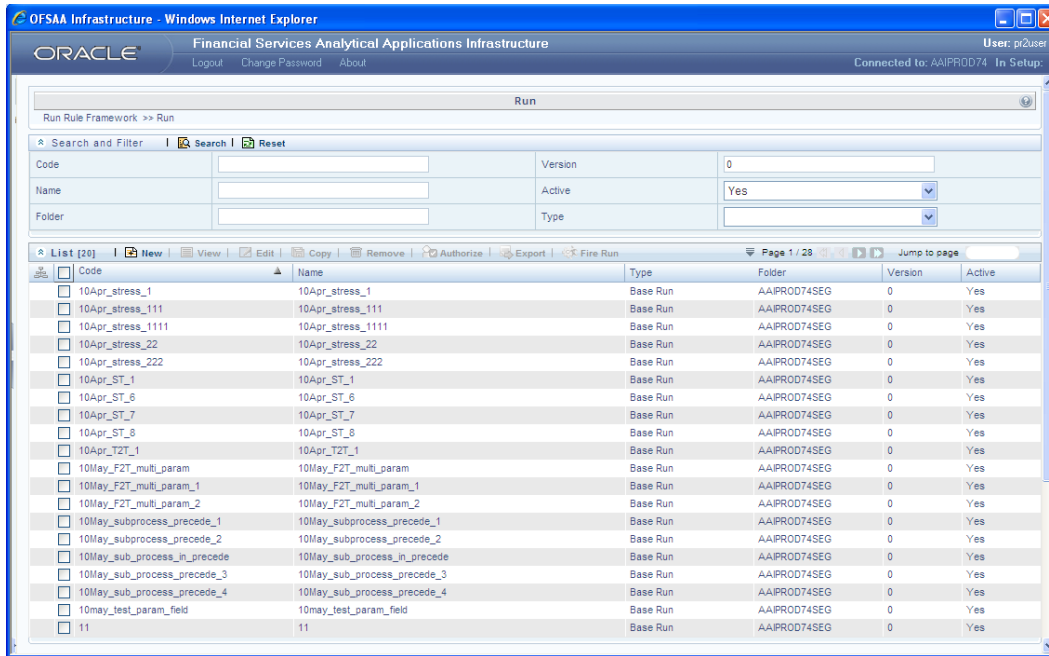 OFSAA Infrastructure - Windows Internet Explorer
ORACLE Financial Services Analytical Applications Infrastructure User: pr2user
Logout Change Password About Connected to: AAIPROD74 In Setup:
Run
Run Rule Framework >> Run
Search and Filter | Search | Reset
Code Version 0
Name Active Yes
Folder Type
List [20] | New | View | Edit | Copy | Remove | Authorize | Export | Fire Run Page 1 / 28 Jump to page
Code Name Type Folder Version Active
10Apr_stress_1 10Apr_stress_1 Base Run AAIPROD74SEG 0 Yes
10Apr_stress_111 10Apr_stress_111 Base Run AAIPROD74SEG 0 Yes
10Apr_stress_1111 10Apr_stress_1111 Base Run AAIPROD74SEG 0 Yes
10Apr_stress_22 10Apr_stress_22 Base Run AAIPROD74SEG 0 Yes
10Apr_stress_222 10Apr_stress_222 Base Run AAIPROD74SEG 0 Yes
10Apr_ST_1 10Apr_ST_1 Base Run AAIPROD74SEG 0 Yes
10Apr_ST_6 10Apr_ST_6 Base Run AAIPROD74SEG 0 Yes
10Apr_ST_7 10Apr_ST_7 Base Run AAIPROD74SEG 0 Yes
10Apr_ST_8 10Apr_ST_8 Base Run AAIPROD74SEG 0 Yes
10Apr_T2T_1 10Apr_T2T_1 Base Run AAIPROD74SEG 0 Yes
10May_F2T_multi_param 10May_F2T_multi_param Base Run AAIPROD74SEG 0 Yes
10May_F2T_multi_param_1 10May_F2T_multi_param_1 Base Run AAIPROD74SEG 0 Yes
10May_F2T_multi_param_2 10May_F2T_multi_param_2 Base Run AAIPROD74SEG 0 Yes
10May_subprocess_precede_1 10May_subprocess_precede_1 Base Run AAIPROD74SEG 0 Yes
10May_subprocess_precede_2 10May_subprocess_precede_2 Base Run AAIPROD74SEG 0 Yes
10May_sub_process_in_precede 10May_sub_process_in_precede Base Run AAIPROD74SEG 0 Yes
10May_sub_process_precede_3 10May_sub_process_precede_3 Base Run AAIPROD74SEG 0 Yes
10May_sub_process_precede_4 10May_sub_process_precede_4 Base Run AAIPROD74SEG 0 Yes
10may_test_param_field 10may_test_param_field Base Run AAIPROD74SEG 0 Yes
11 11 Base Run AAIPROD74SEG 0 Yes